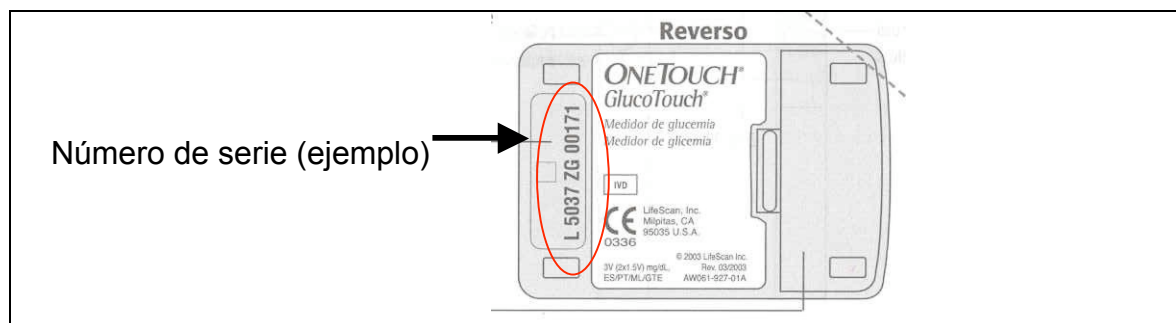 Reverso
Número de serie (ejemplo)
L 5037 ZG 00171
ONETOUCH®
GlucoTouch®
Medidor de glucemia
Medidor de glicemia
IVD
CE
0336
LifeScan, Inc.
Milpitas, CA
95035 U.S.A.
© 2003 LifeScan Inc.
3V (2x1.5V) mg/dL,
Rev. 03/2003
ES/PT/ML/GTE
AW061-927-01A